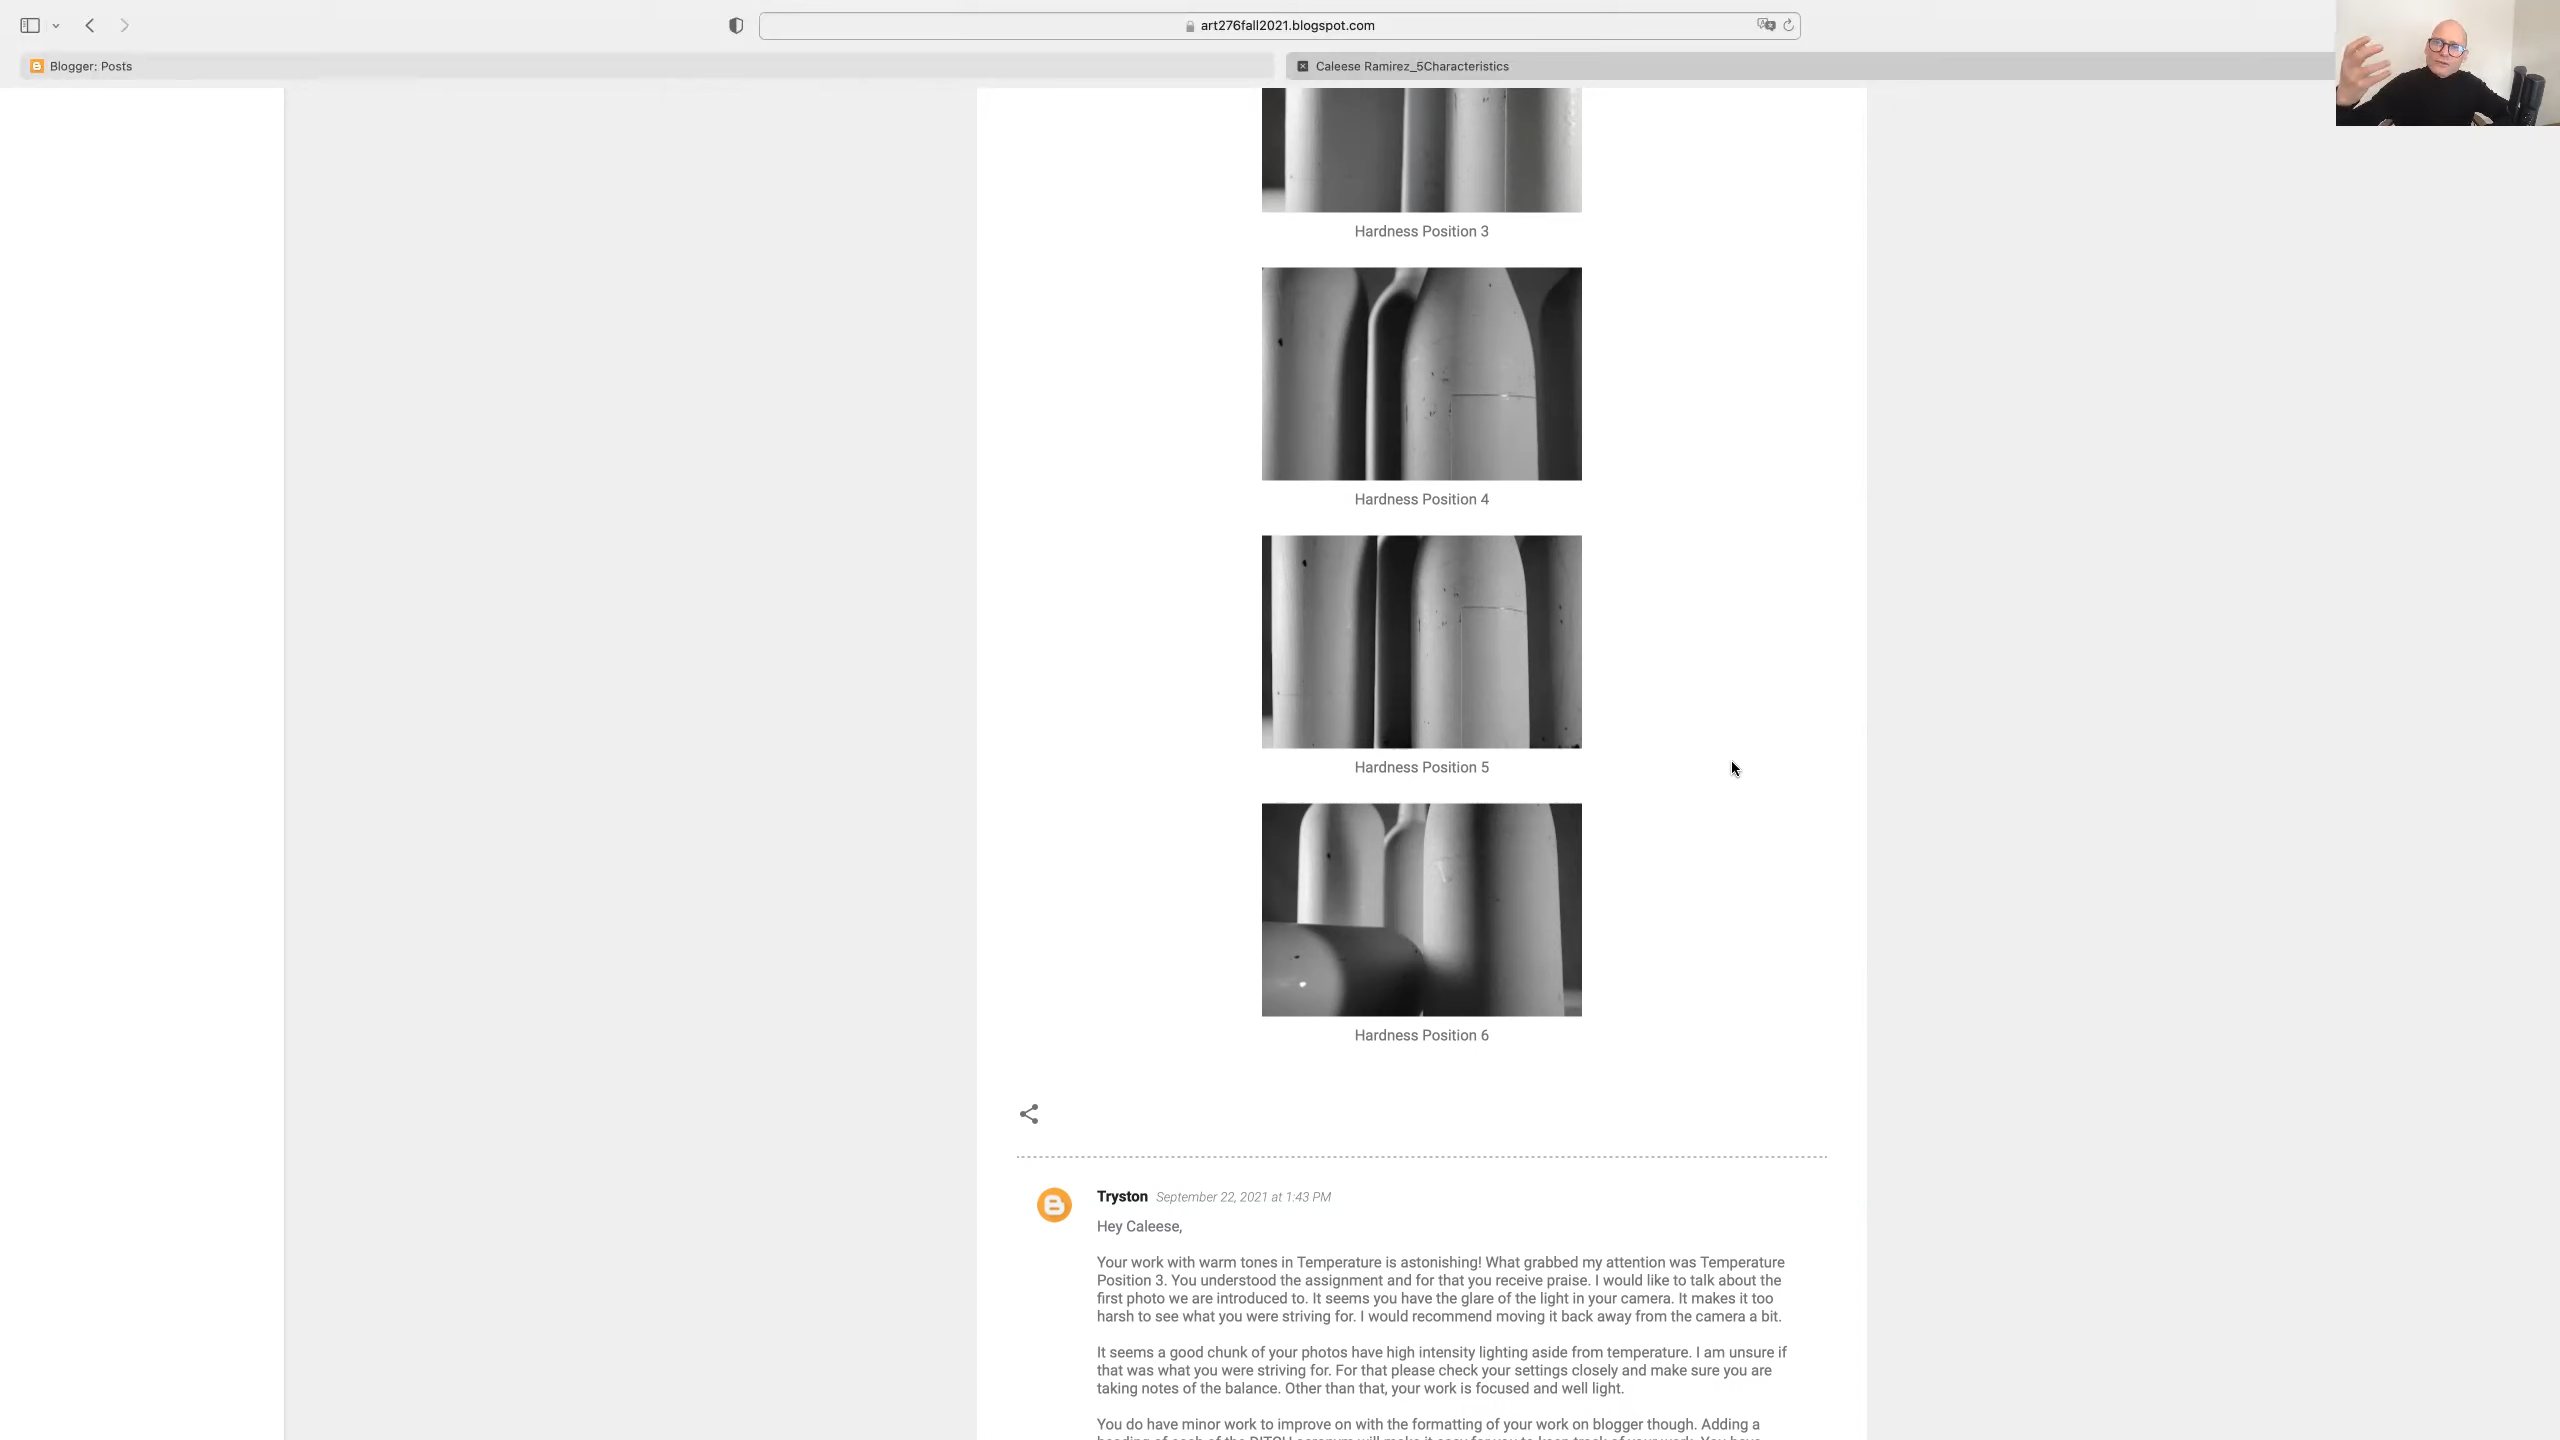 art276fall2021.blogspot.com
Blogger: Posts
Caleese Ramirez_5Characteristics
Hardness Position 3
Hardness Position 4
Hardness Position 5
Hardness Position 6
Tryston September 22, 2021 at 1:43 PM
Hey Caleese,
Your work with warm tones in Temperature is astonishing! What grabbed my attention was Temperature
Position 3. You understood the assignment and for that you receive praise. I would like to talk about the
first photo we are introduced to. It seems you have the glare of the light in your camera. It makes it too
harsh to see what you were striving for. I would recommend moving it back away from the camera a bit.
It seems a good chunk of your photos have high intensity lighting aside from temperature. I am unsure if
that was what you were striving for. For that please check your settings closely and make sure you are
taking notes of the balance. Other than that, your work is focused and well light.
You do have minor work to improve on with the formatting of your work on blogger though. Adding a